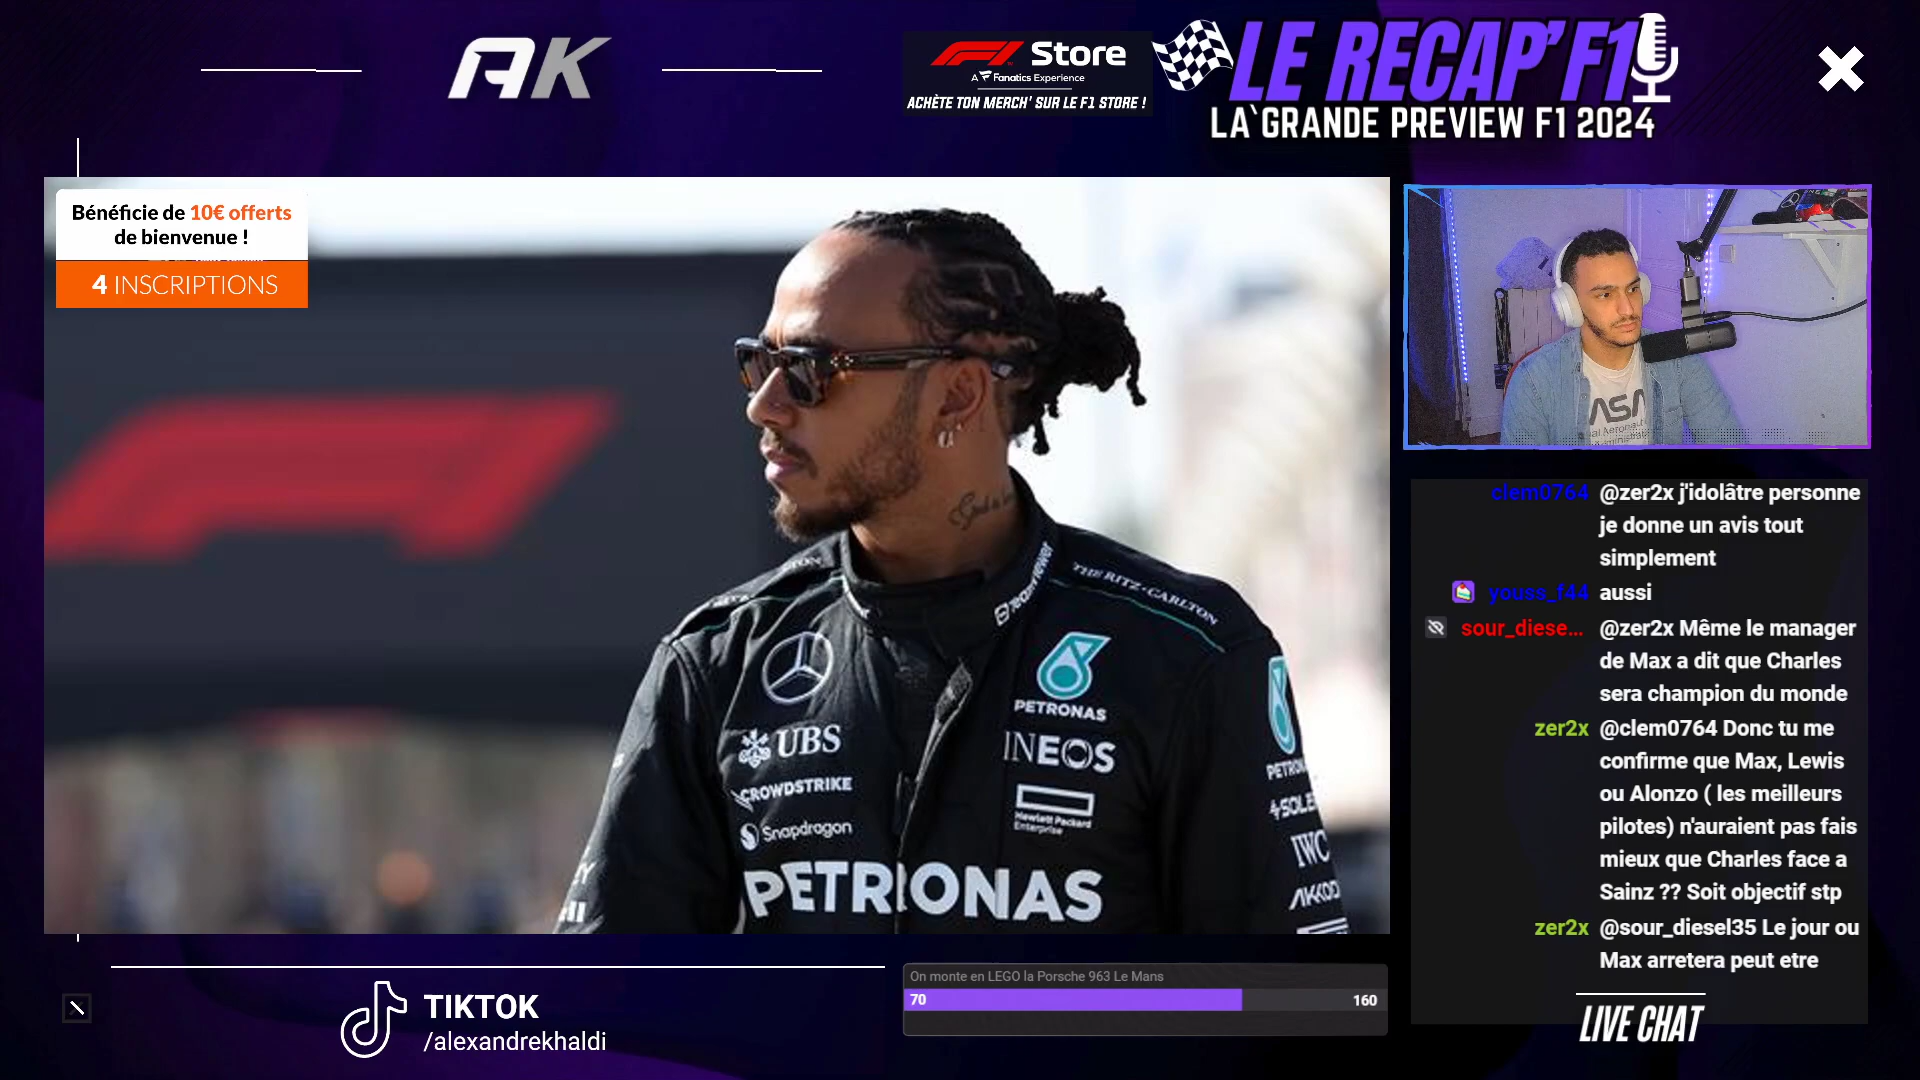 AK
F1 Store
A Fanatics Experience
ACHÈTE TON MERCH' SUR LE F1 STORE !
LE RECAP'F1
LA`GRANDE PREVIEW F1 2024
Bénéficie de 10€ offerts
de bienvenue !
4 INSCRIPTIONS
TeamViewer
THE RITZ-CARLTON
PETRONAS
UBS
INEOS
CROWDSTRIKE
Hewlett Packard
Enterprise
Snapdragon
PETRONAS
IWC
clem0764 @zer2x j'idolâtre personne
je donne un avis tout
simplement
youss_f44 aussi
sour_diese... @zer2x Même le manager
de Max a dit que Charles
sera champion du monde
zer2x @clem0764 Donc tu me
confirme que Max, Lewis
ou Alonzo ( les meilleurs
pilotes) n'auraient pas fais
mieux que Charles face a
Sainz ?? Soit objectif stp
zer2x @sour_diesel35 Le jour ou
Max arretera peut etre
LIVE CHAT
On monte en LEGO la Porsche 963 Le Mans
70 160
TIKTOK
/alexandrekhaldi